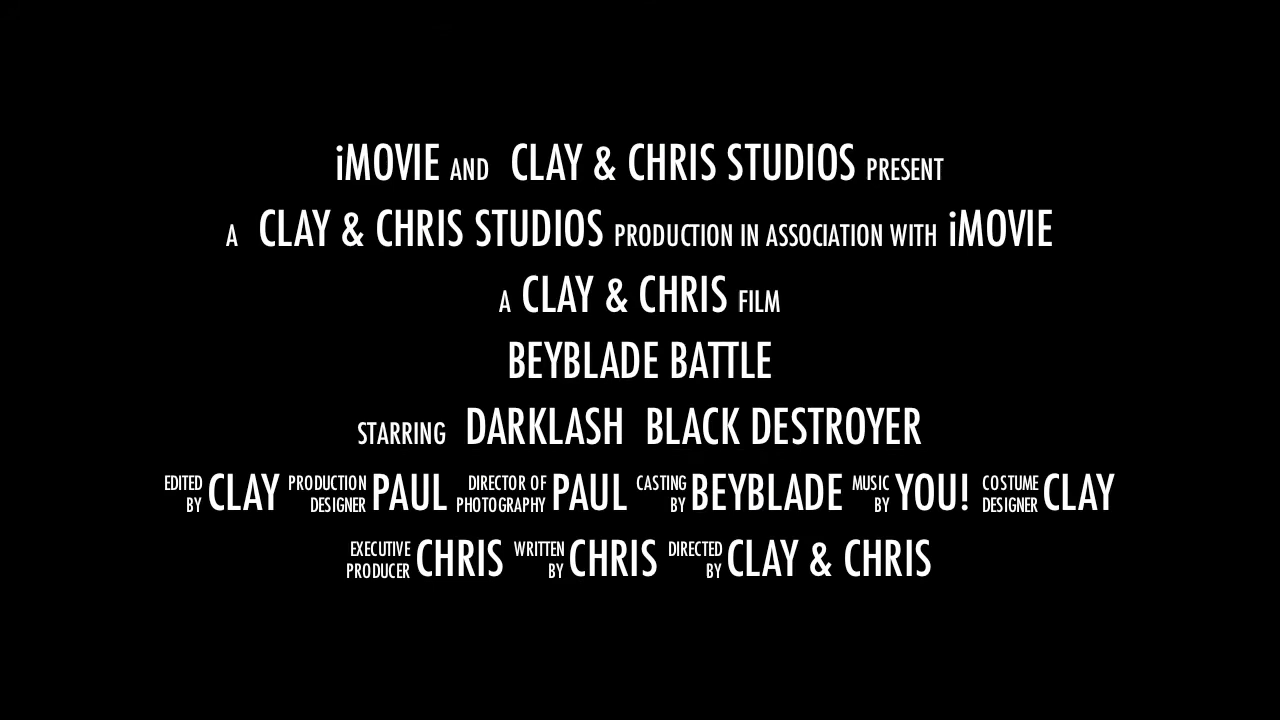 iMOVIE AND CLAY & CHRIS STUDIOS PRESENT
A CLAY & CHRIS STUDIOS PRODUCTION IN ASSOCIATION WITH iMOVIE
A CLAY & CHRIS FILM
BEYBLADE BATTLE
STARRING DARKLASH BLACK DESTROYER
EDITED BY CLAY PRODUCTION DESIGNER PAUL DIRECTOR OF PHOTOGRAPHY PAUL CASTING BY BEYBLADE MUSIC BY YOU! COSTUME DESIGNER CLAY
EXECUTIVE PRODUCER CHRIS WRITTEN BY CHRIS DIRECTED BY CLAY & CHRIS